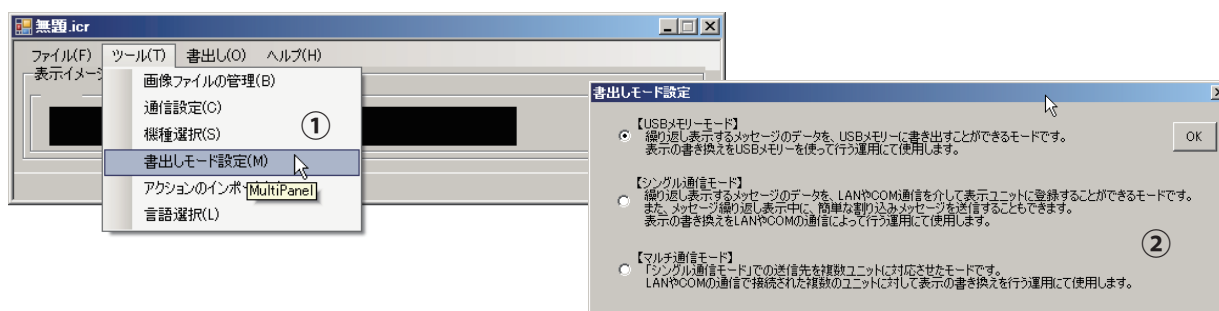 無題.icr
ファイル(F) ツール(T) 書出し(O) ヘルプ(H)
表示イメージ
画像ファイルの管理(B)
通信設定(C)
機種選択(S)
①
書出しモード設定(M)
アクションのインポ
MultiPanel
言語選択(L)
書出しモード設定
【USBメモリーモード】
繰り返し表示するメッセージのデータを、USBメモリーに書き出すことができるモードです。
表示の書き換えをUSBメモリーを使って行う運用にて使用します。
OK
【シングル通信モード】
繰り返し表示するメッセージのデータを、LANやCOM通信を介して表示ユニットに登録することができるモードです。
また、メッセージ繰り返し表示中に、簡単な割り込みメッセージを送信することもできます。
表示の書き換えをLANやCOMの通信によって行う運用にて使用します。
②
【マルチ通信モード】
「シングル通信モード」での送信先を複数ユニットに対応させたモードです。
LANやCOMの通信で接続された複数のユニットに対して表示の書き換えを行う運用にて使用します。